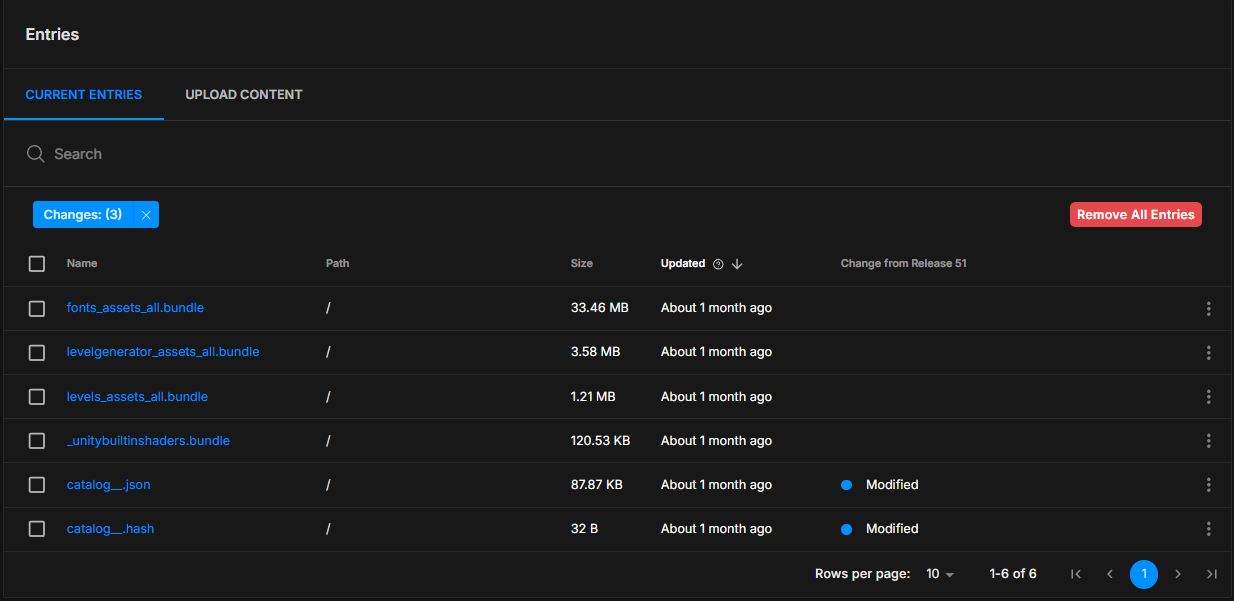 Entries
CURRENT ENTRIES UPLOAD CONTENT
Search
Changes: (3) Remove All Entries
Name Path Size Updated Change from Release 51
fonts_assets_all.bundle / 33.46 MB About 1 month ago
levelgenerator_assets_all.bundle / 3.58 MB About 1 month ago
levels_assets_all.bundle / 1.21 MB About 1 month ago
_unitybuiltinshaders.bundle / 120.53 KB About 1 month ago
catalog__.json / 87.87 KB About 1 month ago Modified
catalog__.hash / 32 B About 1 month ago Modified
Rows per page: 10 1-6 of 6 1